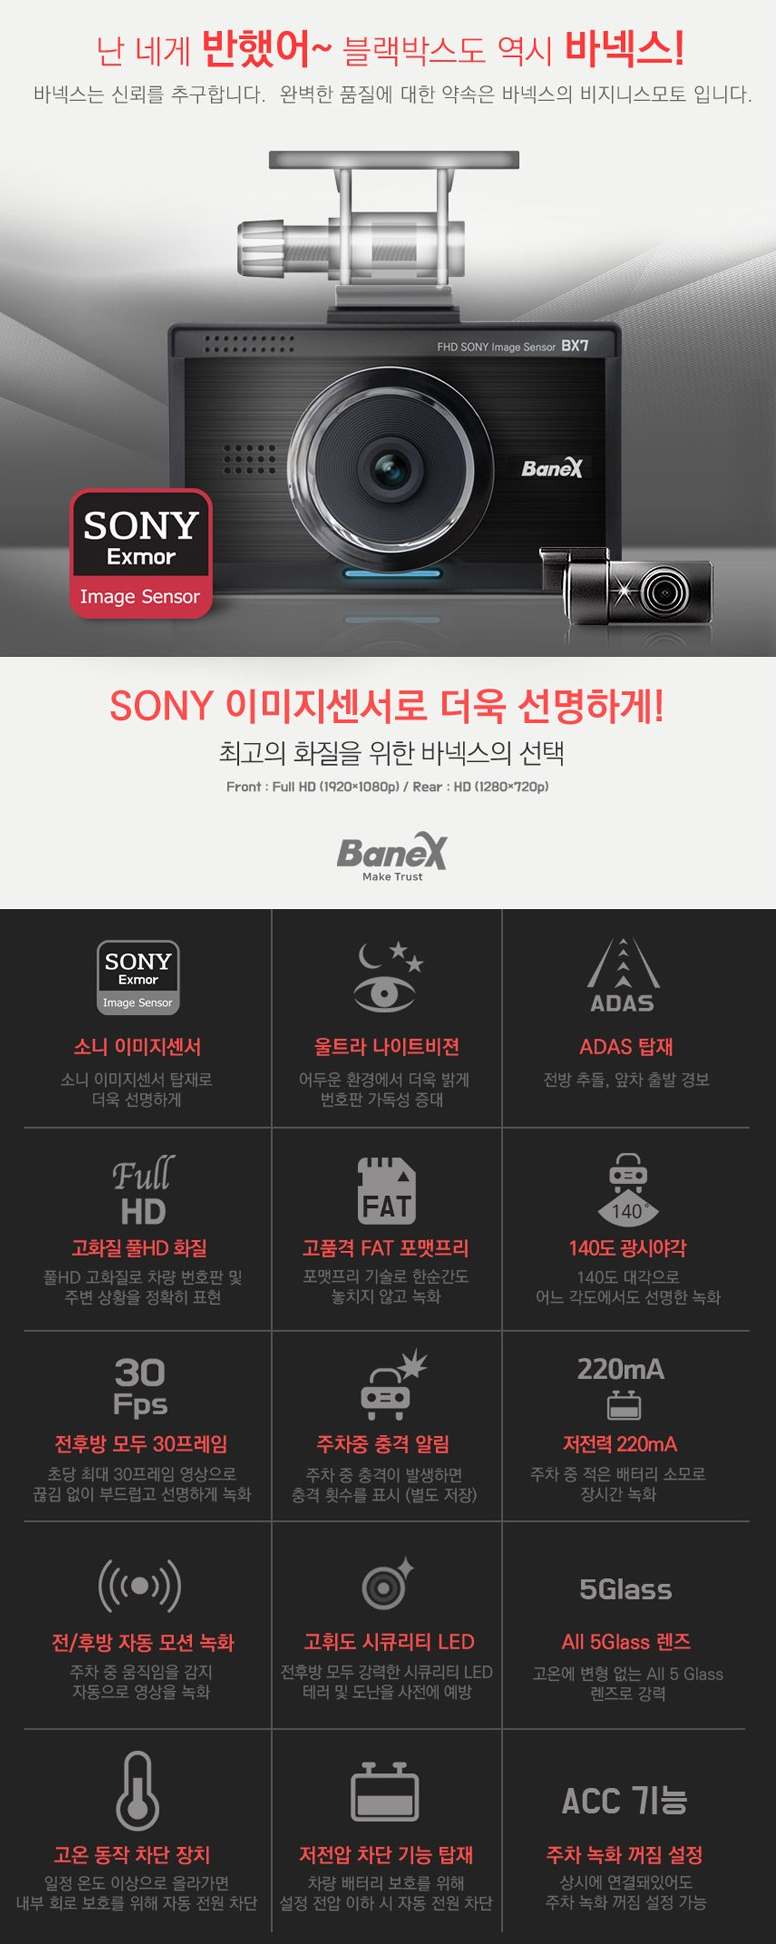 난 네게 반했어~ 블랙박스도 역시 바넥스!
바넥스는 신뢰를 추구합니다. 완벽한 품질에 대한 약속은 바넥스의 비지니스모토 입니다.
FHD SONY Image Sensor BX7
BaneX
SONY
Exmor
Image Sensor
SONY 이미지센서로 더욱 선명하게!
최고의 화질을 위한 바넥스의 선택
Front : Full HD (1920×1080p) / Rear : HD (1280×720p)
BaneX
Make Trust
SONY
Exmor
Image Sensor
소니 이미지센서
소니 이미지센서 탑재로
더욱 선명하게
울트라 나이트비젼
어두운 환경에서 더욱 밝게
번호판 가독성 증대
ADAS
ADAS 탑재
전방 추돌, 앞차 출발 경보
Full
HD
고화질 풀HD 화질
풀HD 고화질로 차량 번호판 및
주변 상황을 정확히 표현
FAT
고품격 FAT 포맷프리
포맷프리 기술로 한순간도
놓치지 않고 녹화
140°
140도 광시야각
140도 대각으로
어느 각도에서도 선명한 녹화
30
Fps
전후방 모두 30프레임
초당 최대 30프레임 영상으로
끊김 없이 부드럽고 선명하게 녹화
주차중 충격 알림
주차 중 충격이 발생하면
충격 횟수를 표시 (별도 저장)
220mA
저전력 220mA
주차 중 적은 배터리 소모로
장시간 녹화
전/후방 자동 모션 녹화
주차 중 움직임을 감지
자동으로 영상을 녹화
고휘도 시큐리티 LED
전후방 모두 강력한 시큐리티 LED
테러 및 도난을 사전에 예방
5Glass
All 5Glass 렌즈
고온에 변형 없는 All 5 Glass
렌즈로 강력
고온 동작 차단 장치
일정 온도 이상으로 올라가면
내부 회로 보호를 위해 자동 전원 차단
저전압 차단 기능 탑재
차량 배터리 보호를 위해
설정 전압 이하 시 자동 전원 차단
ACC 기능
주차 녹화 꺼짐 설정
상시에 연결돼있어도
주차 녹화 꺼짐 설정 가능